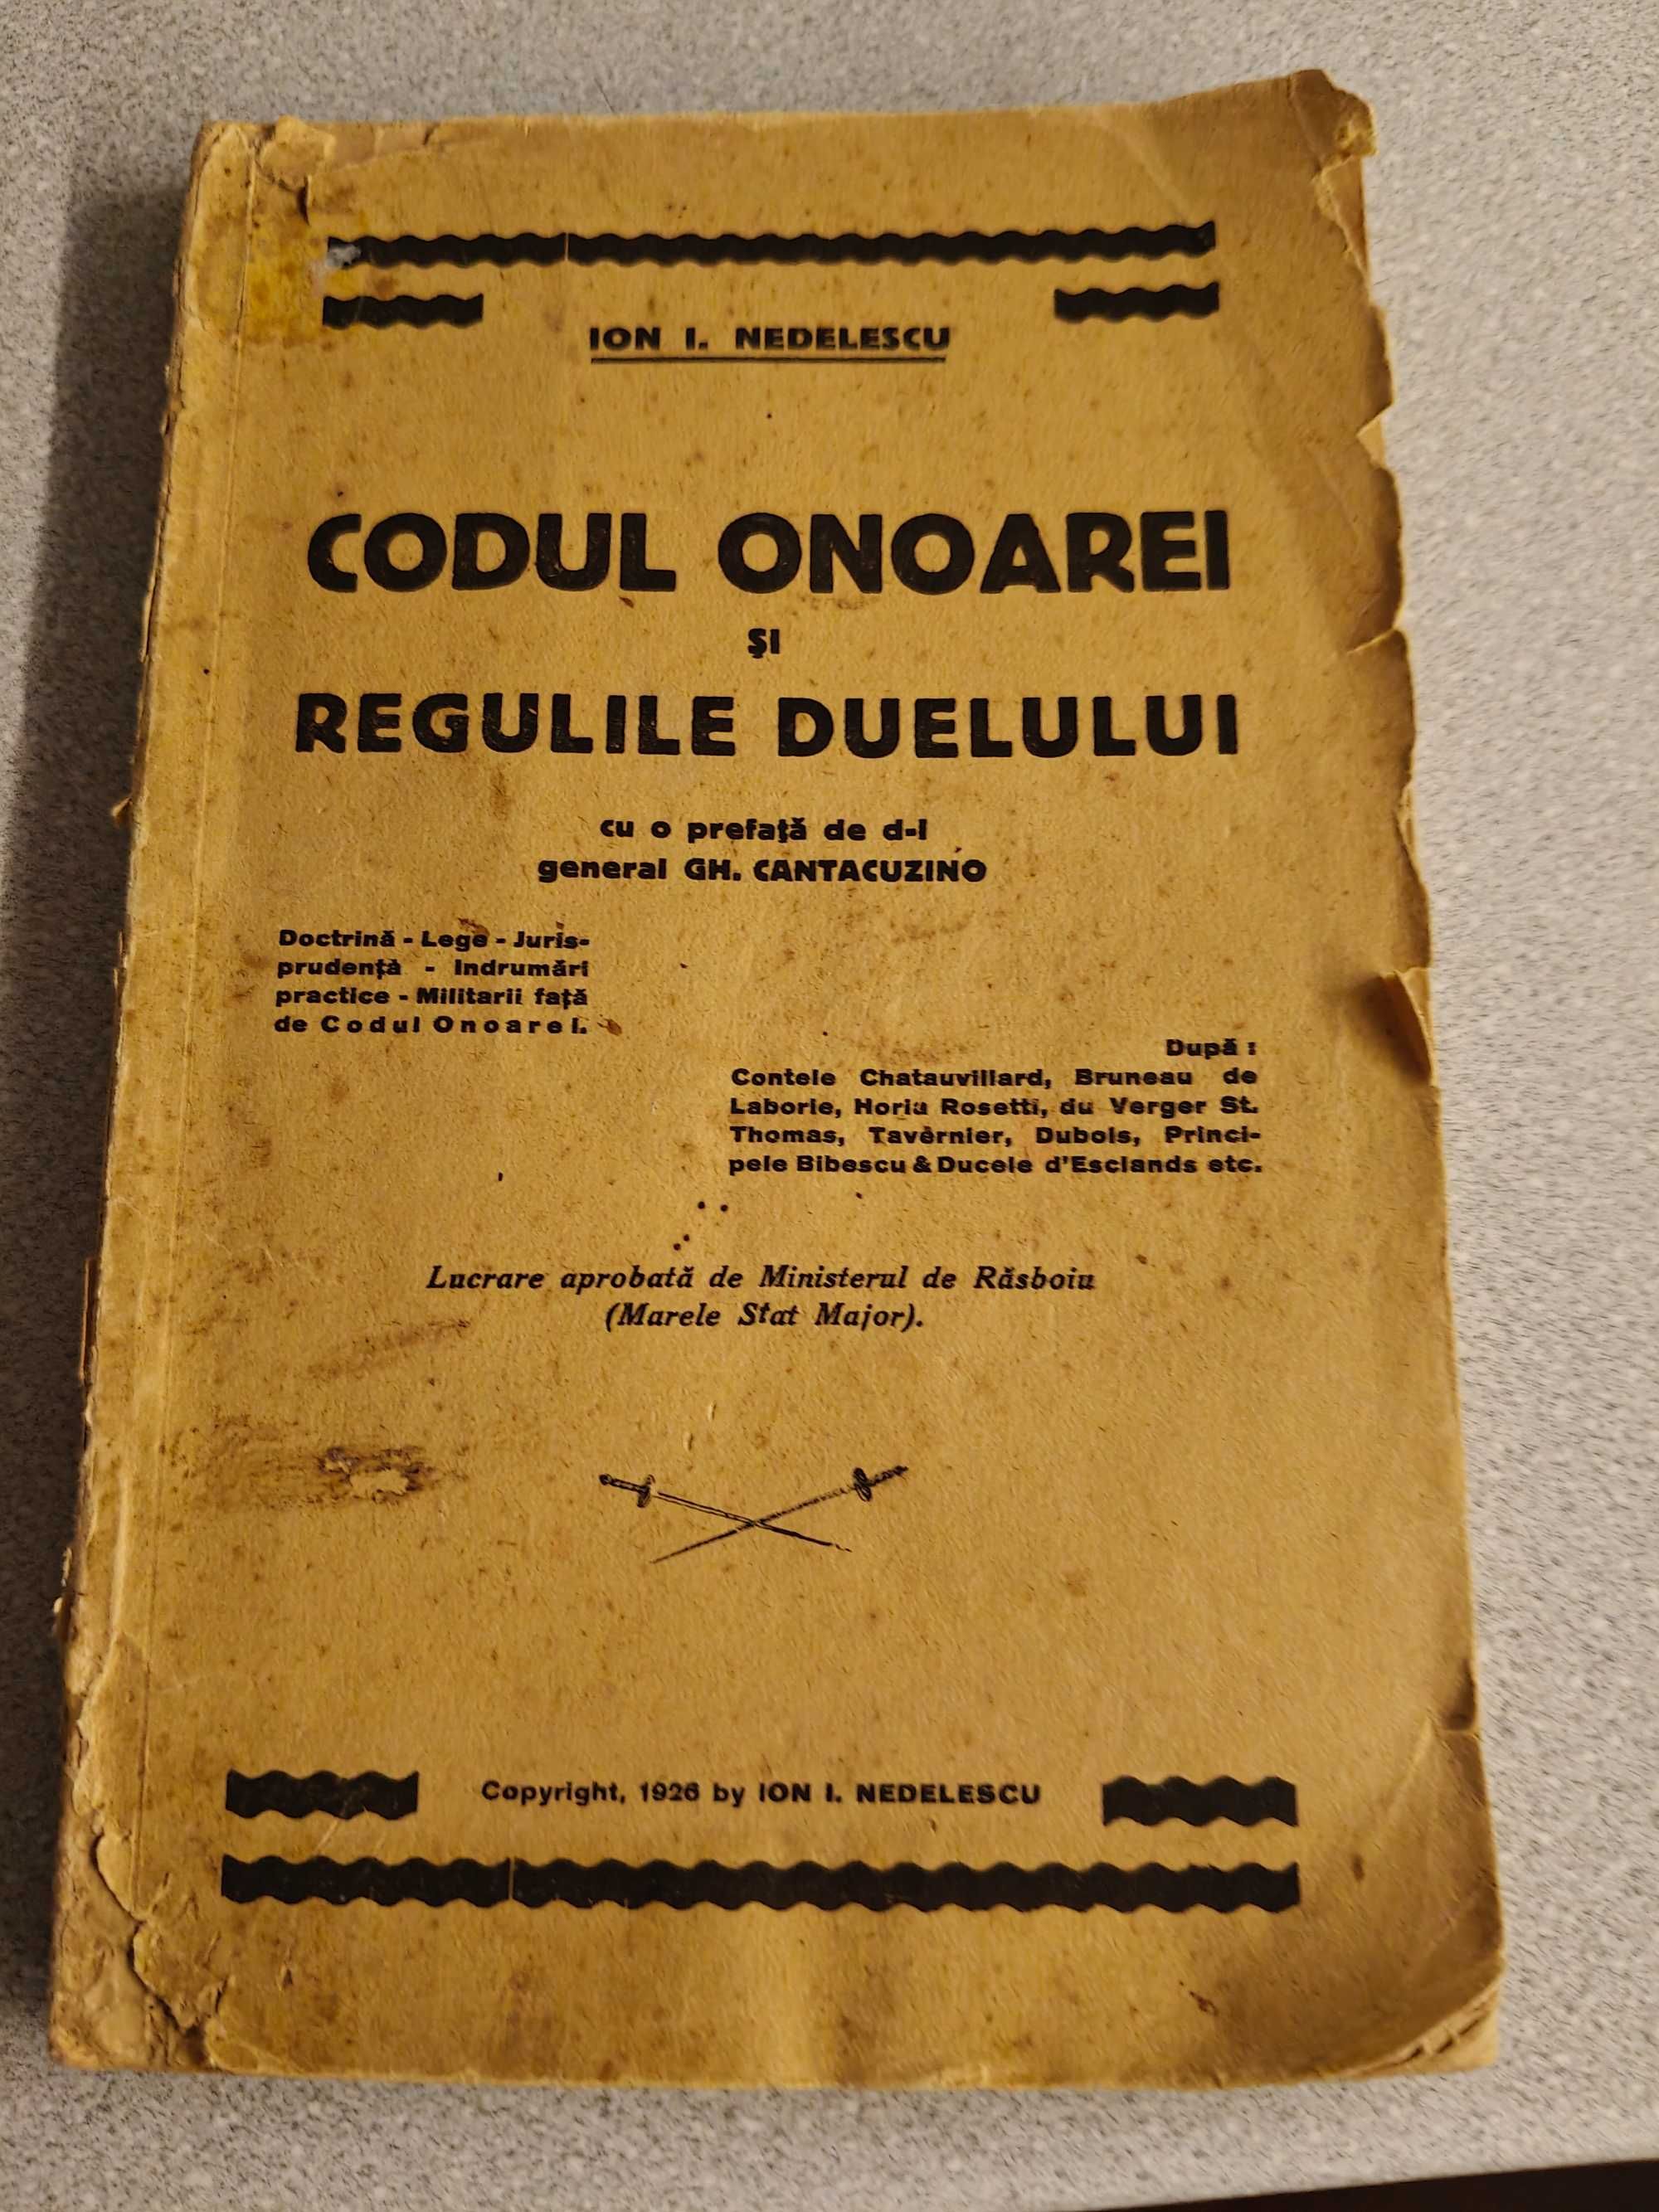 ION I. NEDELESCU
CODUL ONOAREI
ŞI
REGULILE DUELULUI
cu o prefaţă de d-l
general GH. CANTACUZINO
Doctrină - Lege - Juris-
prudenţă - Indrumări
practice - Militarii faţă
de Codul Onoarei.
După :
Contele Chatauvillard, Bruneau de
Laborie, Horia Rosetti, du Verger St.
Thomas, Tavèrnier, Dubois, Princi-
pele Bibescu & Ducele d'Esclands etc.
Lucrare aprobată de Ministerul de Răsboiu
(Marele Stat Major).
Copyright, 1926 by ION I. NEDELESCU